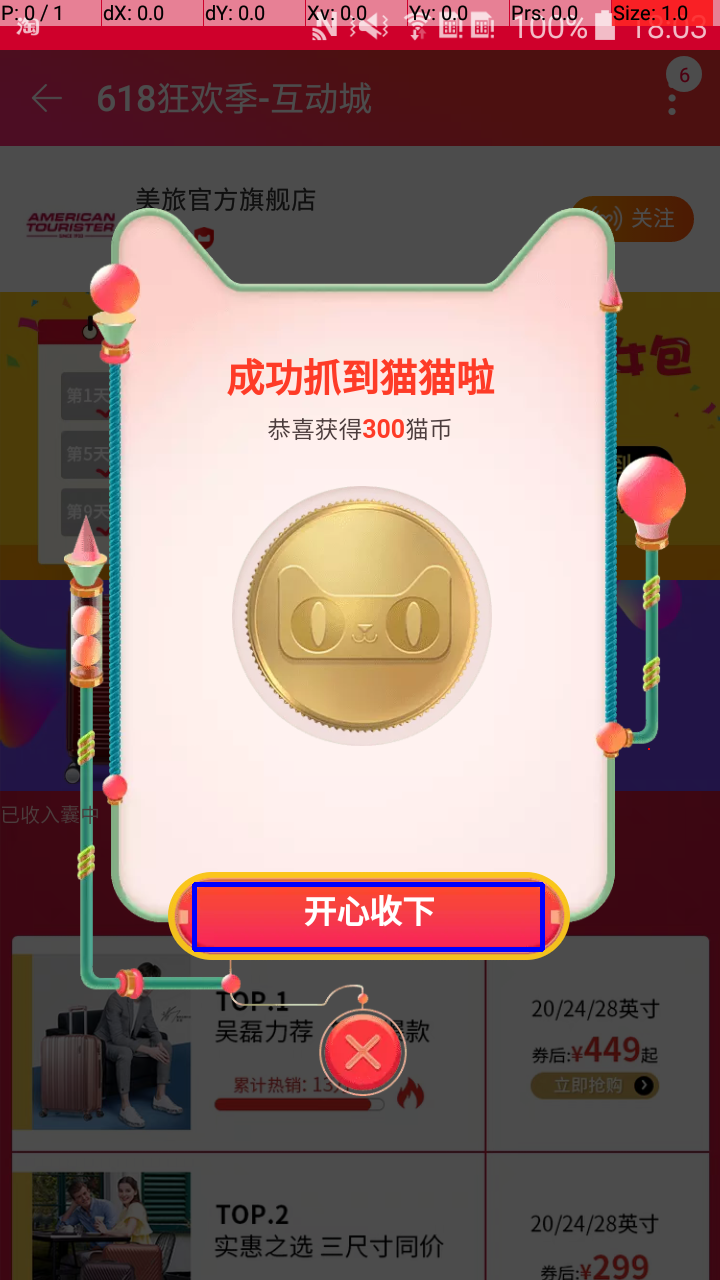 P: 0 / 1 dX: 0.0 dY: 0.0 Xv: 0.0 Yv: 0.0 Prs: 0.0 Size: 1.0
淘 100% 18:03
618狂欢季-互动城 6
美旅官方旗舰店
AMERICAN
TOURISTER
关注
女包
第1天
成功抓到猫猫啦
恭喜获得300猫币
第5天
到
第9天
已收入囊中
开心收下
TOP.1
吴磊力荐
款
20/24/28英寸
券后:¥449起
累计热销: 13
立即抢购
TOP.2
实惠之选 三尺寸同价
20/24/28英寸
券后:¥299